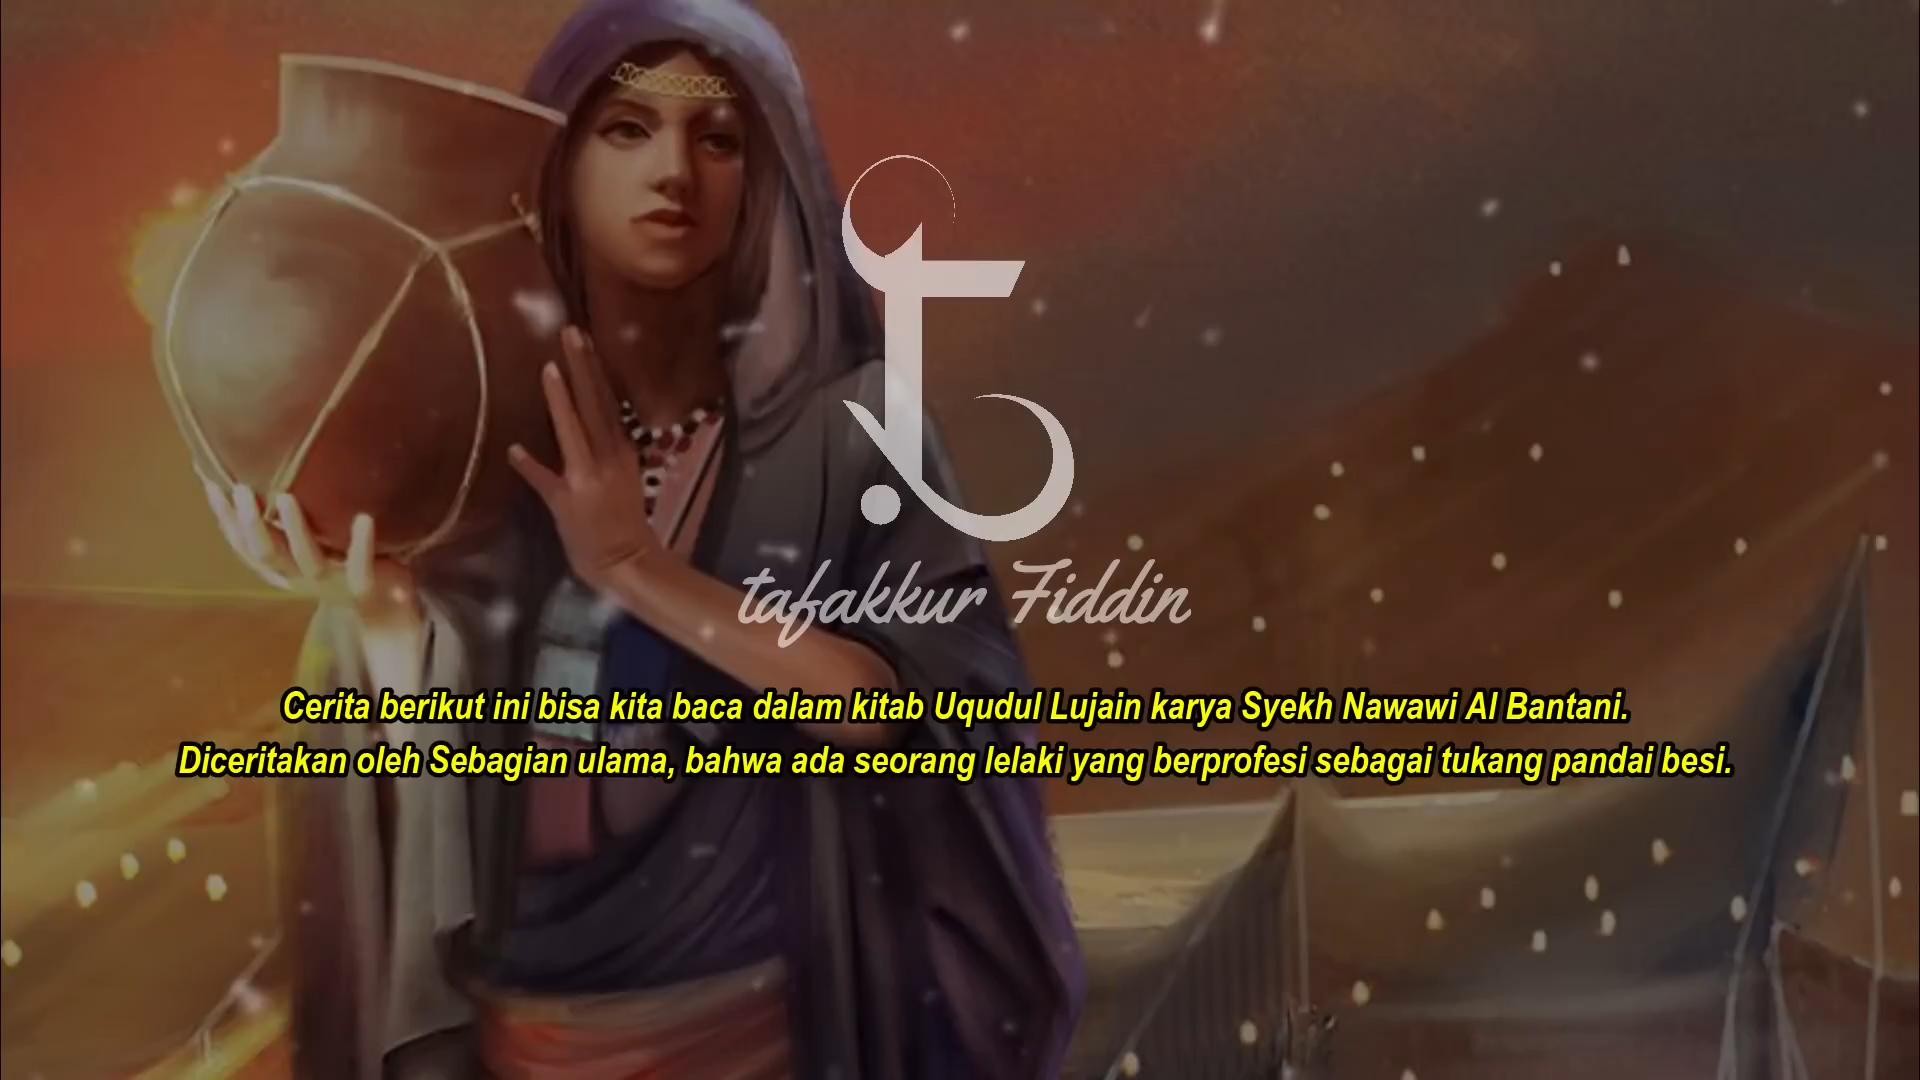 tafakkur Fiddin
Cerita berikut ini bisa kita baca dalam kitab Uqudul Lujain karya Syekh Nawawi Al Bantani.
Diceritakan oleh Sebagian ulama, bahwa ada seorang lelaki yang berprofesi sebagai tukang pandai besi.